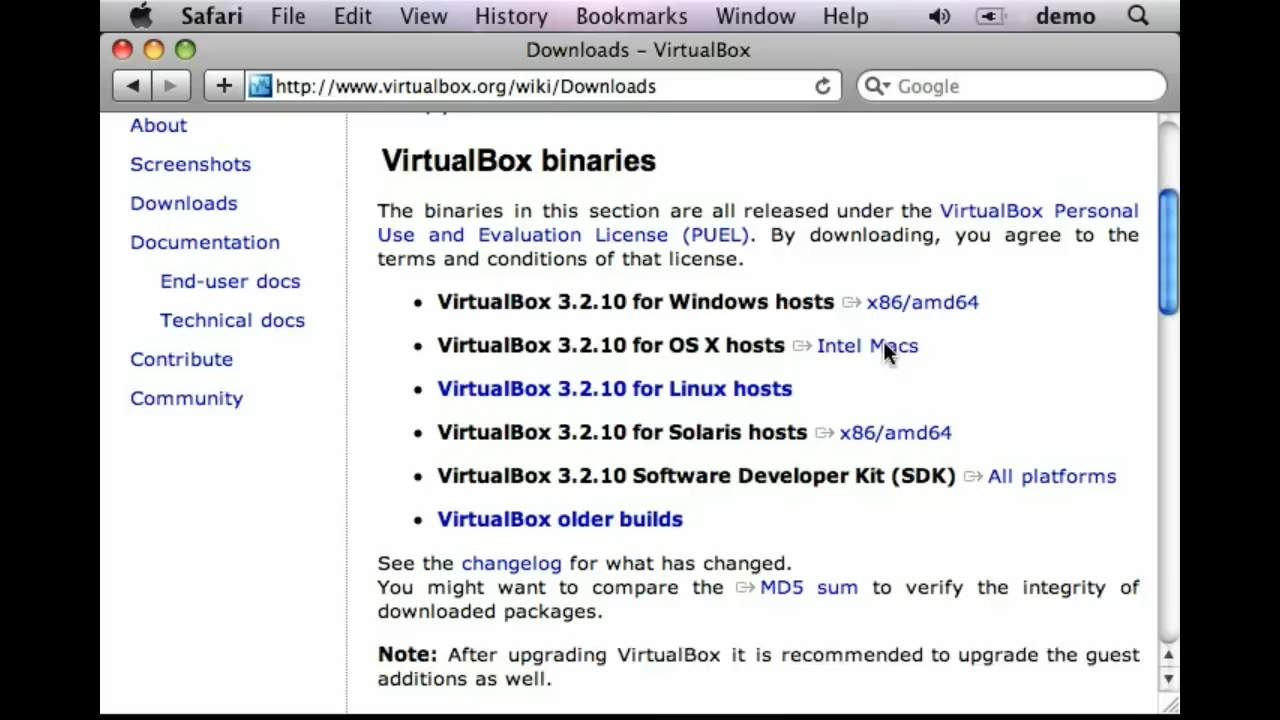 Safari File Edit View History Bookmarks Window Help demo
Downloads – VirtualBox
http://www.virtualbox.org/wiki/Downloads
Google
About
Screenshots
Downloads
Documentation
End-user docs
Technical docs
Contribute
Community
VirtualBox binaries
The binaries in this section are all released under the VirtualBox Personal
Use and Evaluation License (PUEL). By downloading, you agree to the
terms and conditions of that license.
• VirtualBox 3.2.10 for Windows hosts x86/amd64
• VirtualBox 3.2.10 for OS X hosts Intel Macs
• VirtualBox 3.2.10 for Linux hosts
• VirtualBox 3.2.10 for Solaris hosts x86/amd64
• VirtualBox 3.2.10 Software Developer Kit (SDK) All platforms
• VirtualBox older builds
See the changelog for what has changed.
You might want to compare the MD5 sum to verify the integrity of
downloaded packages.
Note: After upgrading VirtualBox it is recommended to upgrade the guest
additions as well.